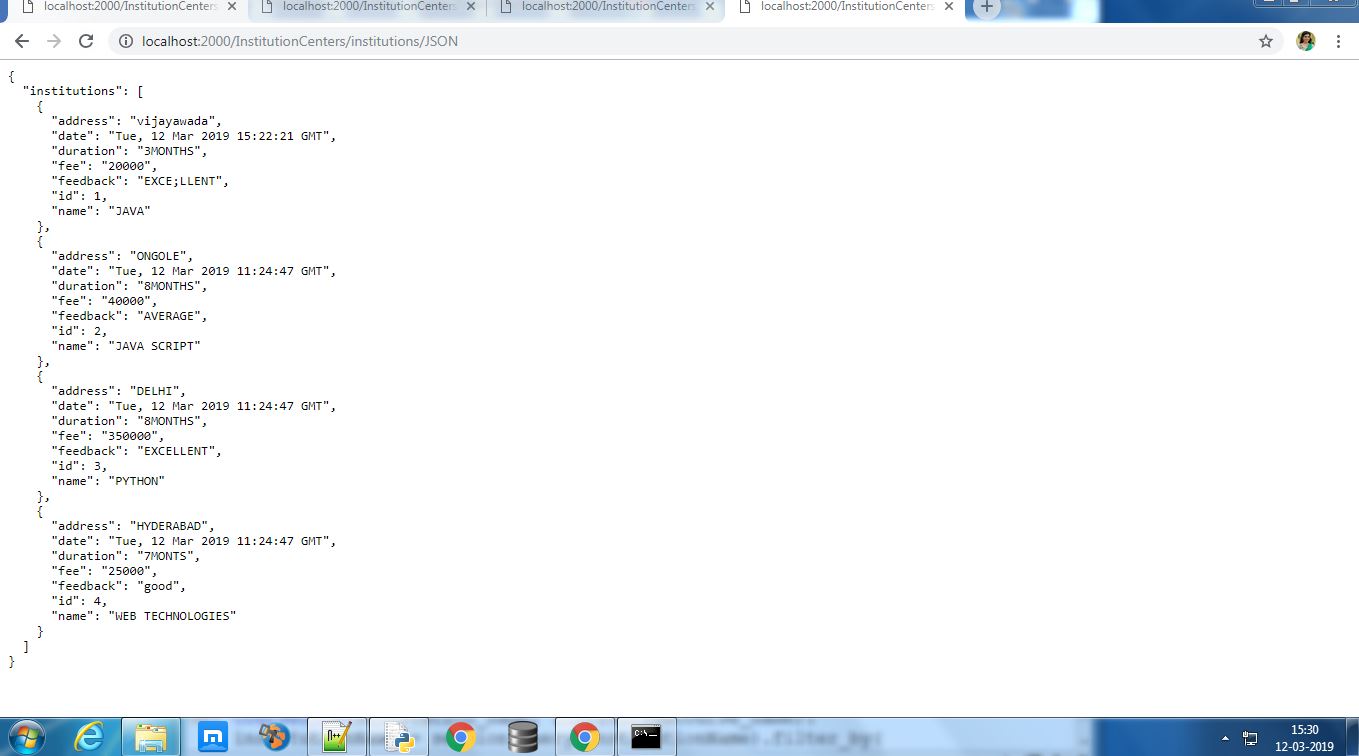 localhost:2000/InstitutionCenters
localhost:2000/InstitutionCenters
localhost:2000/InstitutionCenters
localhost:2000/InstitutionCenters
localhost:2000/InstitutionCenters/institutions/JSON
{
"institutions": [
{
"address": "vijayawada",
"date": "Tue, 12 Mar 2019 15:22:21 GMT",
"duration": "3MONTHS",
"fee": "20000",
"feedback": "EXCE;LLENT",
"id": 1,
"name": "JAVA"
},
{
"address": "ONGOLE",
"date": "Tue, 12 Mar 2019 11:24:47 GMT",
"duration": "8MONTHS",
"fee": "40000",
"feedback": "AVERAGE",
"id": 2,
"name": "JAVA SCRIPT"
},
{
"address": "DELHI",
"date": "Tue, 12 Mar 2019 11:24:47 GMT",
"duration": "8MONTHS",
"fee": "350000",
"feedback": "EXCELLENT",
"id": 3,
"name": "PYTHON"
},
{
"address": "HYDERABAD",
"date": "Tue, 12 Mar 2019 11:24:47 GMT",
"duration": "7MONTS",
"fee": "25000",
"feedback": "good",
"id": 4,
"name": "WEB TECHNOLOGIES"
}
]
}
15:30
12-03-2019